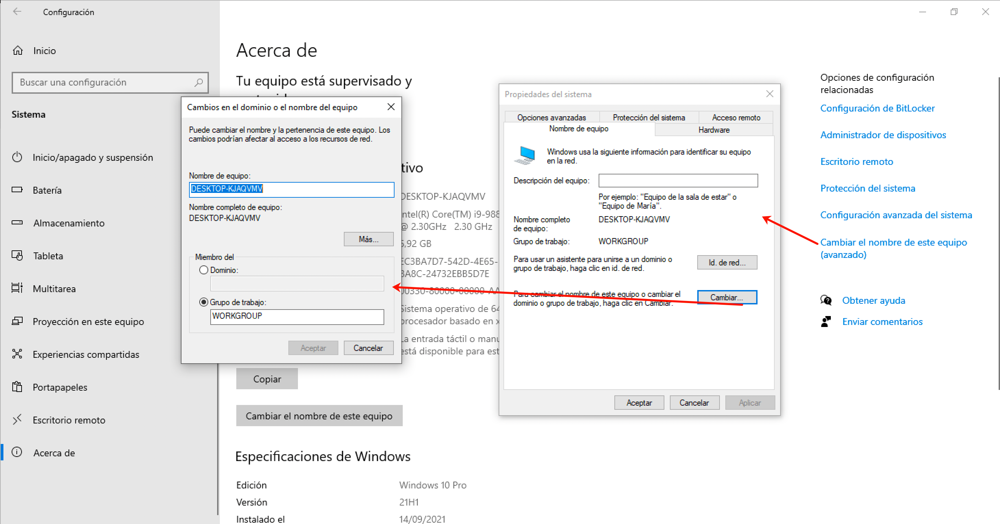 Configuración
Inicio
Buscar una configuración
Sistema
Inicio/apagado y suspensión
Batería
Almacenamiento
Tableta
Multitarea
Proyección en este equipo
Experiencias compartidas
Portapapeles
Escritorio remoto
Acerca de
Acerca de
Tu equipo está supervisado y
tivo
DESKTOP-KJAQVMV
ntel(R) Core(TM) i9-988
@ 2.30GHz 2.30 GHz
5,92 GB
EC3BA7D7-542D-4E65-
BA8C-24732EBB5D7E
00330-80000-00000-AA
Sistema operativo de 64
procesador basado en x
La entrada táctil o manu
está disponible para est
Copiar
Cambiar el nombre de este equipo
Especificaciones de Windows
Edición Windows 10 Pro
Versión 21H1
Instalado el 14/09/2021
Cambios en el dominio o el nombre del equipo
Puede cambiar el nombre y la pertenencia de este equipo. Los
cambios podrían afectar al acceso a los recursos de red.
Nombre de equipo:
DESKTOP-KJAQVMV
Nombre completo de equipo:
DESKTOP-KJAQVMV
Más...
Miembro del
Dominio:
Grupo de trabajo:
WORKGROUP
Aceptar Cancelar
Propiedades del sistema
Opciones avanzadas Protección del sistema Acceso remoto
Nombre de equipo Hardware
Windows usa la siguiente información para identificar su equipo
en la red.
Descripción del equipo:
Por ejemplo: "Equipo de la sala de estar" o
"Equipo de María".
Nombre completo DESKTOP-KJAQVMV
de equipo:
Grupo de trabajo: WORKGROUP
Para usar un asistente para unirse a un dominio o
grupo de trabajo, haga clic en id. de red.
Id. de red...
Para cambiar el nombre de este equipo o cambiar el
dominio o grupo de trabajo, haga clic en Cambiar.
Cambiar...
Aceptar Cancelar Aplicar
Opciones de configuración
relacionadas
Configuración de BitLocker
Administrador de dispositivos
Escritorio remoto
Protección del sistema
Configuración avanzada del sistema
Cambiar el nombre de este equipo
(avanzado)
Obtener ayuda
Enviar comentarios